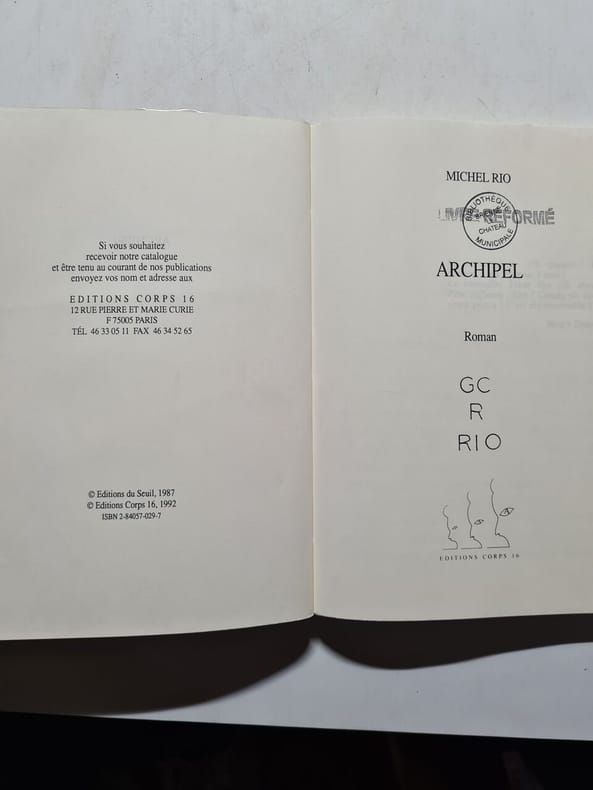 Si vous souhaitez
recevoir notre catalogue
et être tenu au courant de nos publications
envoyez vos nom et adresse aux
EDITIONS CORPS 16
12 RUE PIERRE ET MARIE CURIE
F 75005 PARIS
TÉL 46 33 05 11 FAX 46 34 52 65
© Editions du Seuil, 1987
© Editions Corps 16, 1992
ISBN 2-84057-029-7
MICHEL RIO
BIBLIOTHÈQUE
RÉFORMÉ
CHATEAU
MUNICIPALE
ARCHIPEL
Roman
GC
R
RIO
EDITIONS CORPS 16